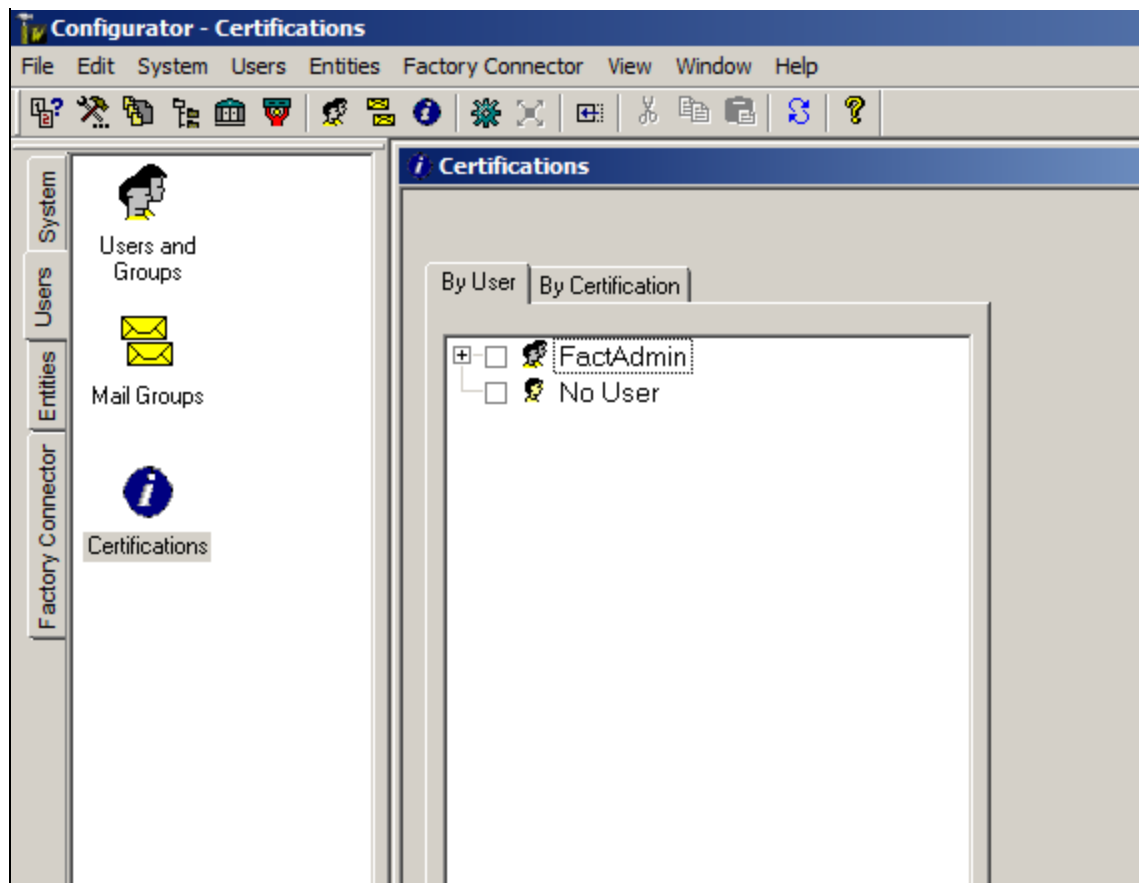 Configurator - Certifications
File Edit System Users Entities Factory Connector View Window Help
System
Users
Entities
Factory Connector
Users and
Groups
Mail Groups
Certifications
Certifications
By User By Certification
FactAdmin
No User